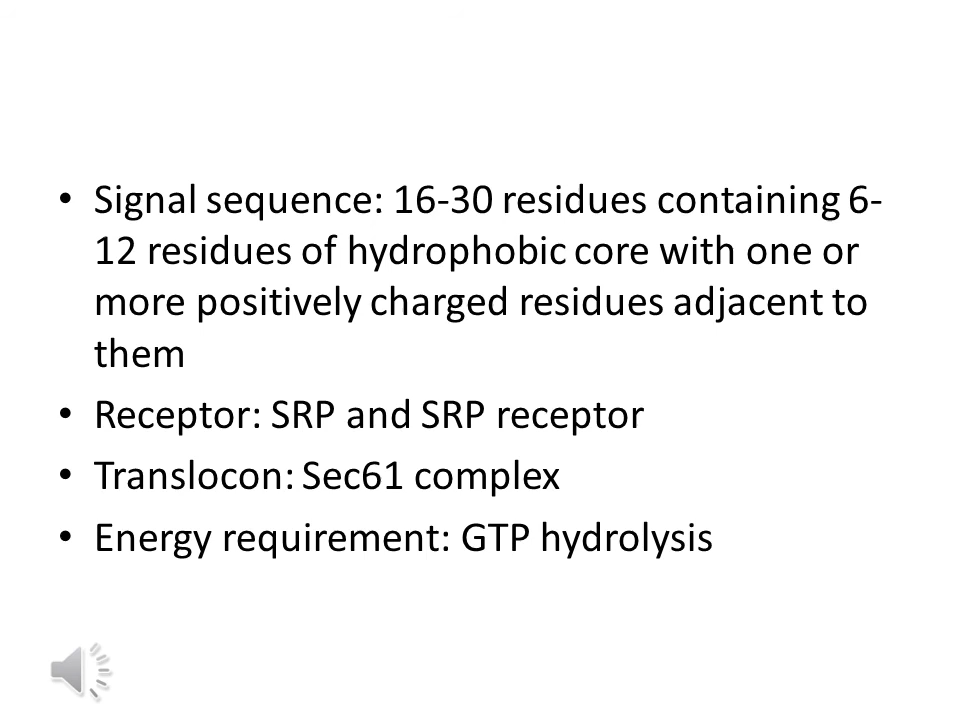 • Signal sequence: 16-30 residues containing 6-
12 residues of hydrophobic core with one or
more positively charged residues adjacent to
them
• Receptor: SRP and SRP receptor
• Translocon: Sec61 complex
• Energy requirement: GTP hydrolysis